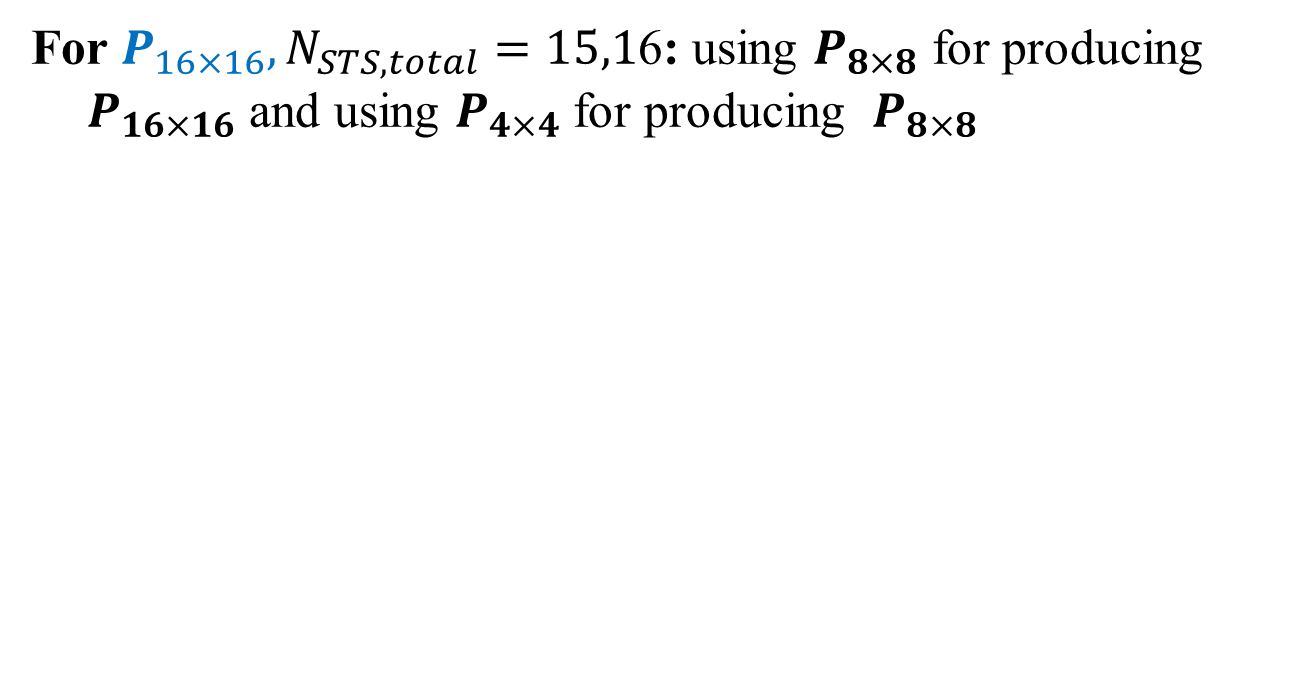 For P16×16, NSTS,total = 15,16: using P8×8 for producing
P16×16 and using P4×4 for producing P8×8